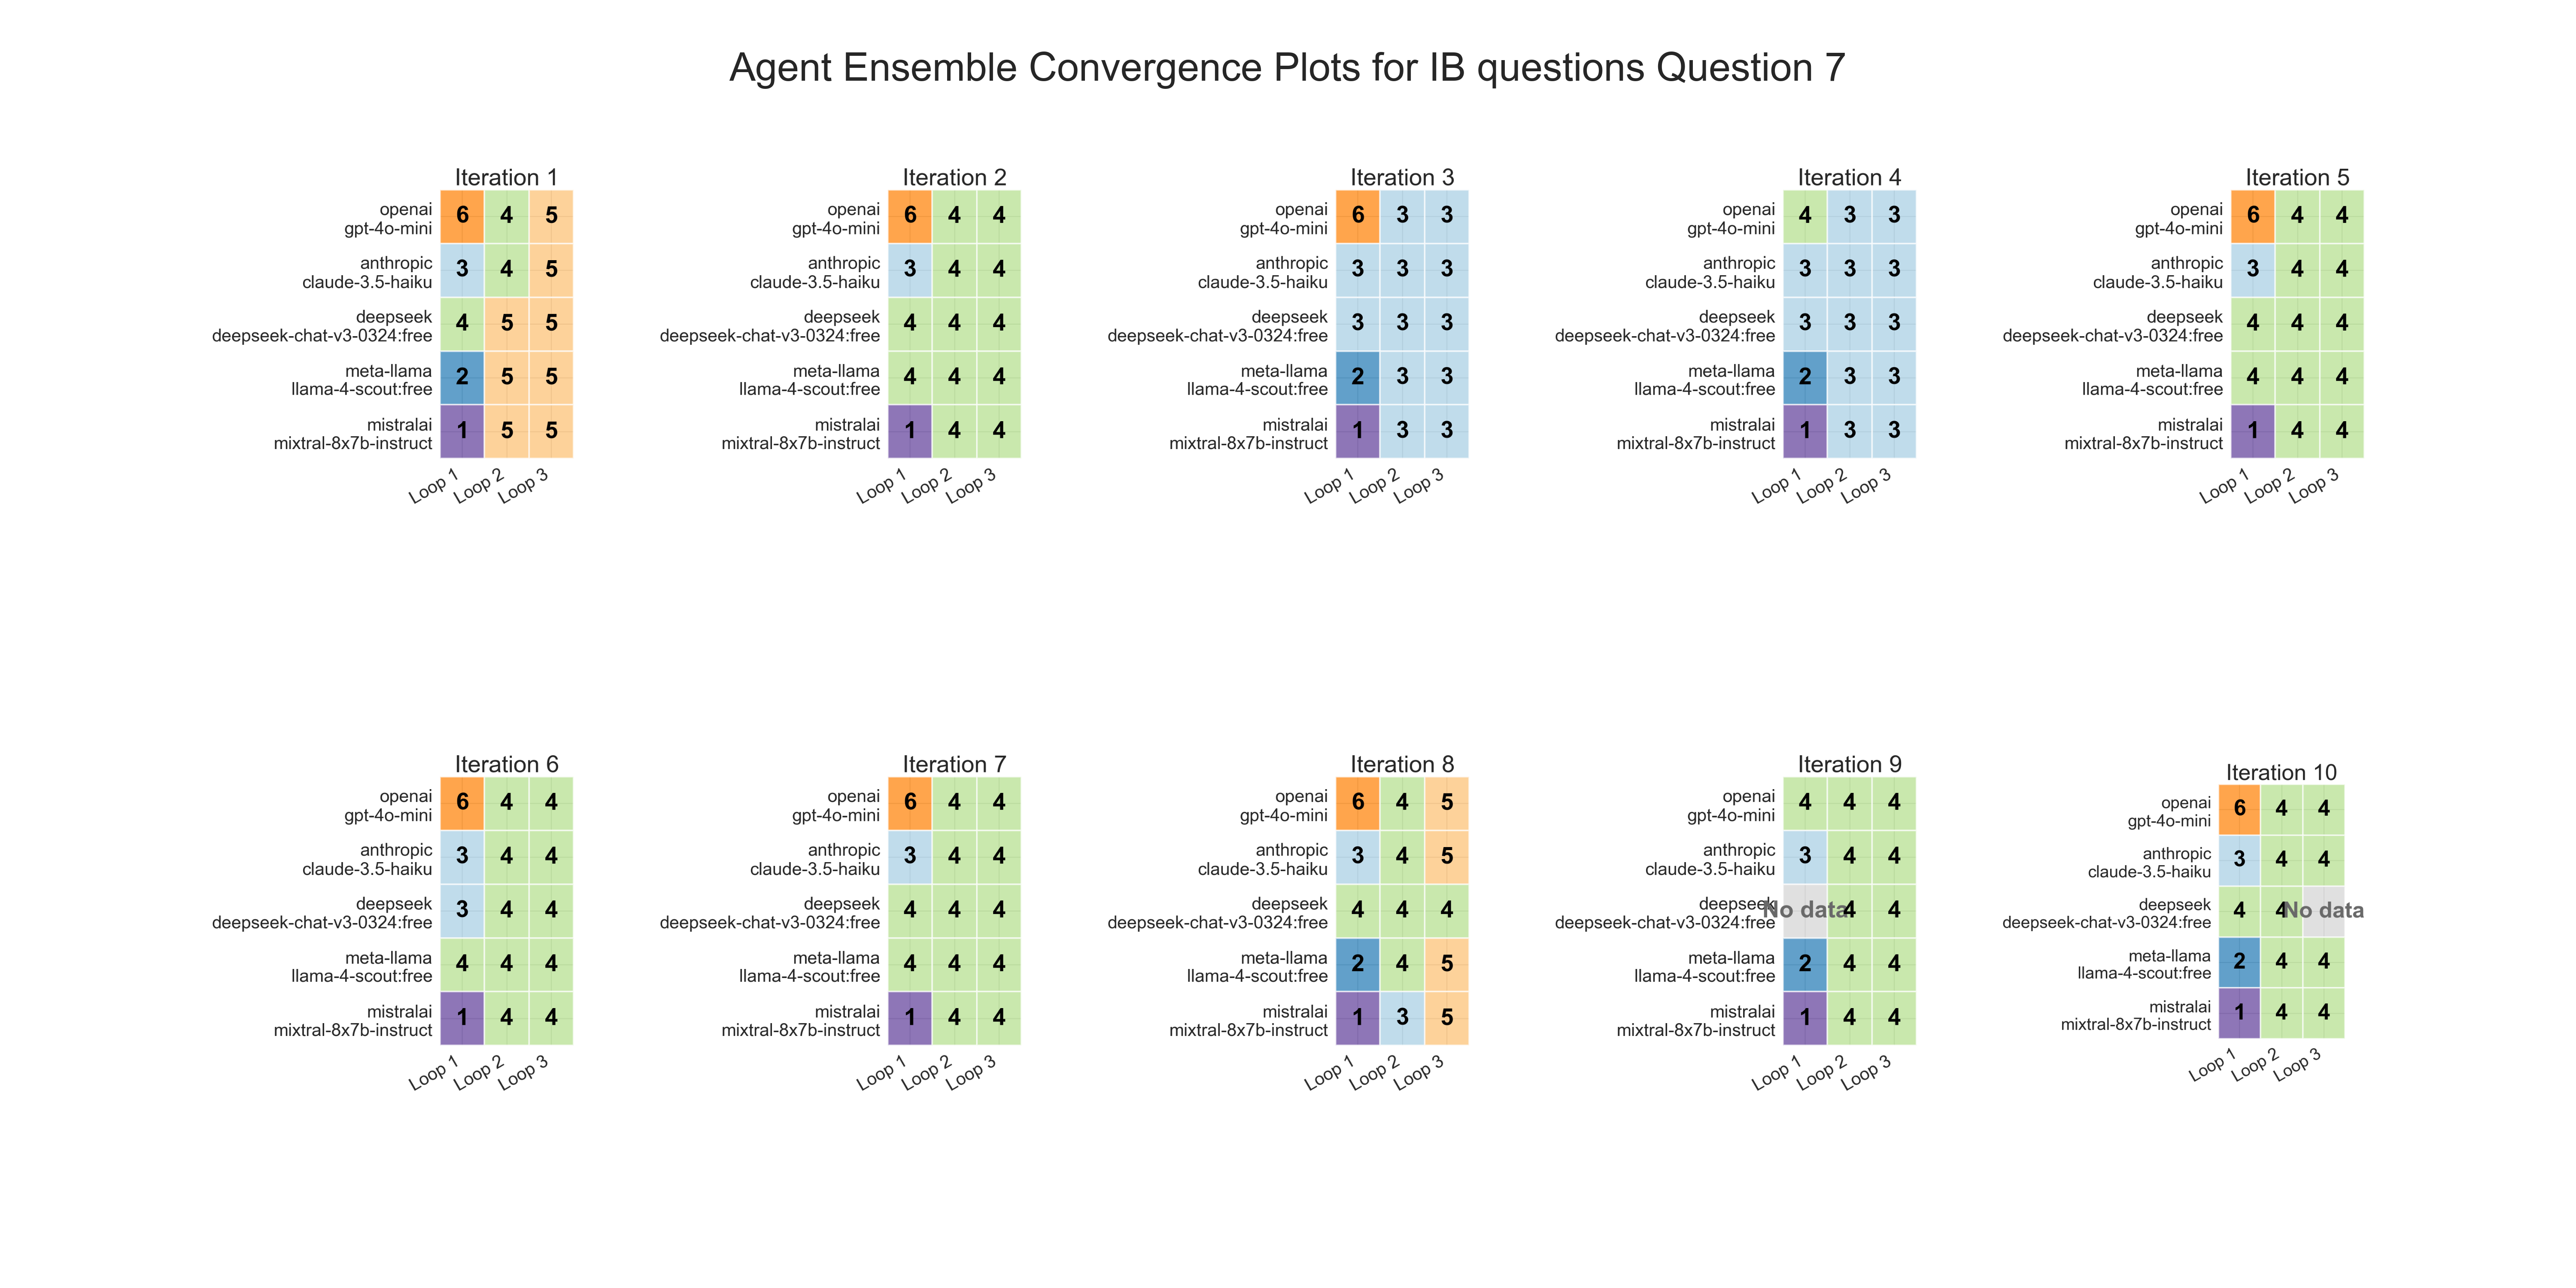 Agent Ensemble Convergence Plots for IB questions Question 7
Iteration 1
openai
gpt-4o-mini
6 4 5
anthropic
claude-3.5-haiku
3 4 5
deepseek
deepseek-chat-v3-0324:free
4 5 5
meta-llama
llama-4-scout:free
2 5 5
mistralai
mixtral-8x7b-instruct
1 5 5
Loop 1 Loop 2 Loop 3
Iteration 2
openai
gpt-4o-mini
6 4 4
anthropic
claude-3.5-haiku
3 4 4
deepseek
deepseek-chat-v3-0324:free
4 4 4
meta-llama
llama-4-scout:free
4 4 4
mistralai
mixtral-8x7b-instruct
1 4 4
Loop 1 Loop 2 Loop 3
Iteration 3
openai
gpt-4o-mini
6 3 3
anthropic
claude-3.5-haiku
3 3 3
deepseek
deepseek-chat-v3-0324:free
3 3 3
meta-llama
llama-4-scout:free
2 3 3
mistralai
mixtral-8x7b-instruct
1 3 3
Loop 1 Loop 2 Loop 3
Iteration 4
openai
gpt-4o-mini
4 3 3
anthropic
claude-3.5-haiku
3 3 3
deepseek
deepseek-chat-v3-0324:free
3 3 3
meta-llama
llama-4-scout:free
2 3 3
mistralai
mixtral-8x7b-instruct
1 3 3
Loop 1 Loop 2 Loop 3
Iteration 5
openai
gpt-4o-mini
6 4 4
anthropic
claude-3.5-haiku
3 4 4
deepseek
deepseek-chat-v3-0324:free
4 4 4
meta-llama
llama-4-scout:free
4 4 4
mistralai
mixtral-8x7b-instruct
1 4 4
Loop 1 Loop 2 Loop 3
Iteration 6
openai
gpt-4o-mini
6 4 4
anthropic
claude-3.5-haiku
3 4 4
deepseek
deepseek-chat-v3-0324:free
3 4 4
meta-llama
llama-4-scout:free
4 4 4
mistralai
mixtral-8x7b-instruct
1 4 4
Loop 1 Loop 2 Loop 3
Iteration 7
openai
gpt-4o-mini
6 4 4
anthropic
claude-3.5-haiku
3 4 4
deepseek
deepseek-chat-v3-0324:free
4 4 4
meta-llama
llama-4-scout:free
4 4 4
mistralai
mixtral-8x7b-instruct
1 4 4
Loop 1 Loop 2 Loop 3
Iteration 8
openai
gpt-4o-mini
6 4 5
anthropic
claude-3.5-haiku
3 4 5
deepseek
deepseek-chat-v3-0324:free
4 4 4
meta-llama
llama-4-scout:free
2 4 5
mistralai
mixtral-8x7b-instruct
1 3 5
Loop 1 Loop 2 Loop 3
Iteration 9
openai
gpt-4o-mini
4 4 4
anthropic
claude-3.5-haiku
3 4 4
deepseek
deepseek-chat-v3-0324:free
No data 4 4
meta-llama
llama-4-scout:free
2 4 4
mistralai
mixtral-8x7b-instruct
1 4 4
Loop 1 Loop 2 Loop 3
Iteration 10
openai
gpt-4o-mini
6 4 4
anthropic
claude-3.5-haiku
3 4 4
deepseek
deepseek-chat-v3-0324:free
4 4 No data
meta-llama
llama-4-scout:free
2 4 4
mistralai
mixtral-8x7b-instruct
1 4 4
Loop 1 Loop 2 Loop 3